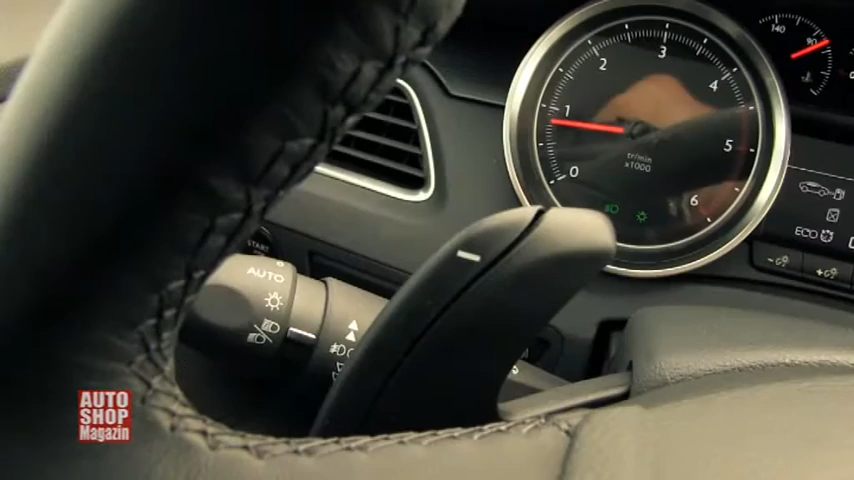 140
90
3
2
4
1
5
tr/min
x1000
0
6
ECO
START
AUTO
AUTO
SHOP
Magazin